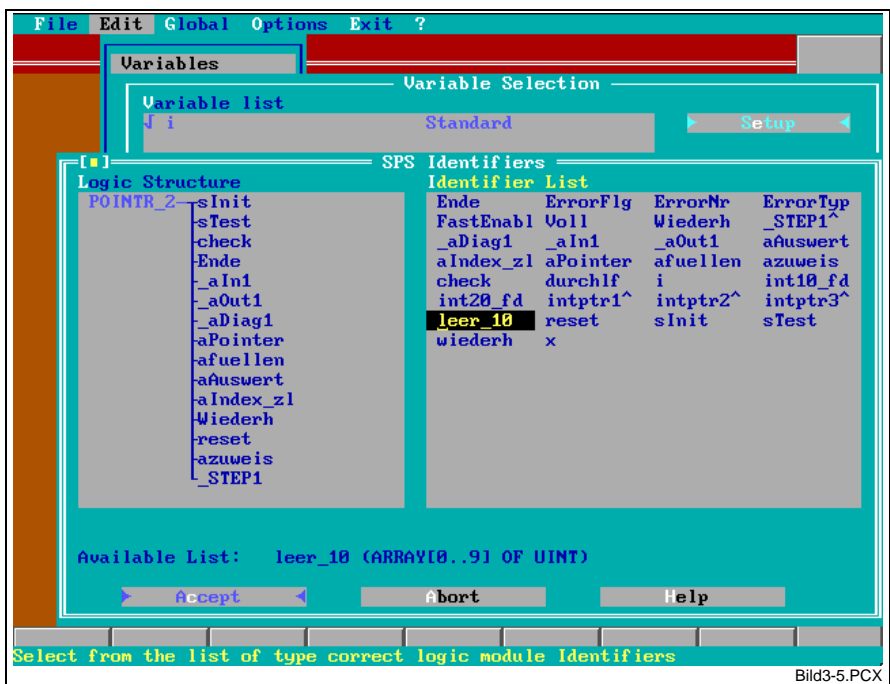 File Edit Global Options Exit ?
Variables
Variable Selection
Variable list
√ i Standard Setup
SPS Identifiers
Logic Structure
POINTR_2
sInit
sTest
check
Ende
_aIn1
_aOut1
_aDiag1
aPointer
afuellen
aAuswert
aIndex_zl
Wiederh
reset
azuweis
_STEP1
Identifier List
Ende ErrorFlg ErrorNr ErrorTyp
FastEnabl Voll Wiederh _STEP1^
_aDiag1 _aIn1 _aOut1 aAuswert
aIndex_zl aPointer afuellen azuweis
check durchlf i int10_fd
int20_fd intptr1^ intptr2^ intptr3^
leer_10 reset sInit sTest
wiederh x
Available List: leer_10 (ARRAY[0..9] OF UINT)
Accept Abort Help
Select from the list of type correct logic module Identifiers
Bild3-5.PCX